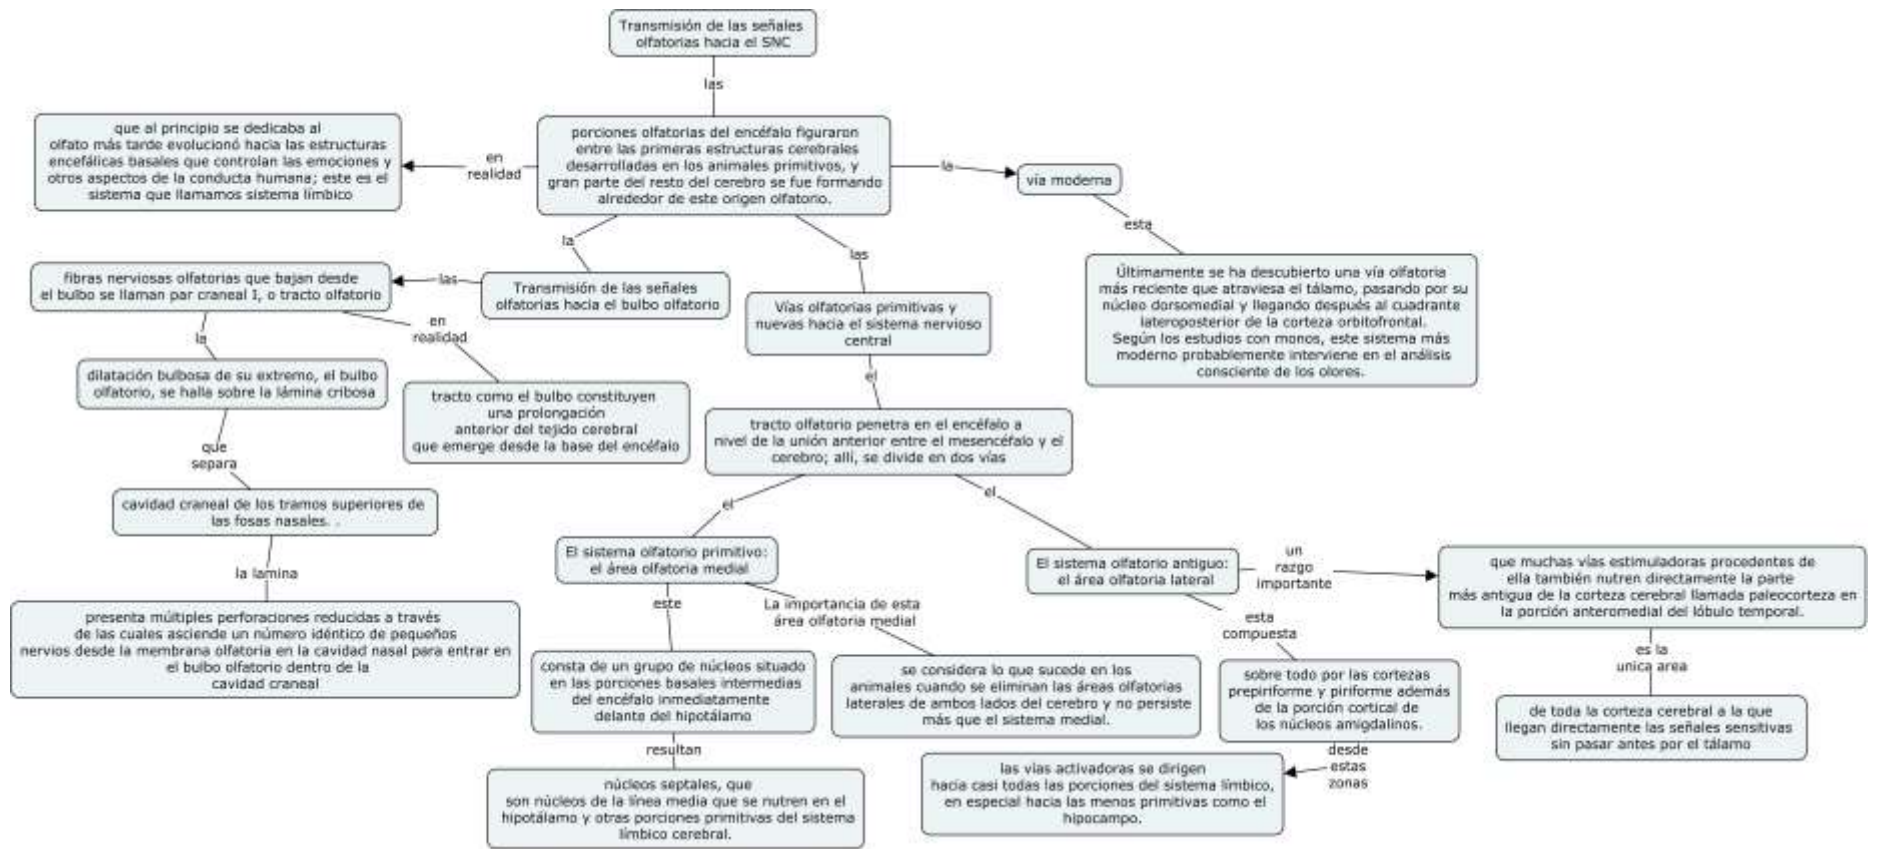 Transmisión de las señales
olfatorias hacia el SNC
las
que al principio se dedicaba al
olfato más tarde evolucionó hacia las estructuras
encefálicas basales que controlan las emociones y
otros aspectos de la conducta humana; este es el
sistema que llamamos sistema límbico
en
realidad
porciones olfatorias del encéfalo figuraron
entre las primeras estructuras cerebrales
desarrolladas en los animales primitivos, y
gran parte del resto del cerebro se fue formando
alrededor de este origen olfatorio.
la
vía moderna
esta
Últimamente se ha descubierto una vía olfatoria
más reciente que atraviesa el tálamo, pasando por su
núcleo dorsomedial y llegando después al cuadrante
lateroposterior de la corteza orbitofrontal.
Según los estudios con monos, este sistema más
moderno probablemente interviene en el análisis
consciente de los olores.
la
Transmisión de las señales
olfatorias hacia el bulbo olfatorio
las
fibras nerviosas olfatorias que bajan desde
el bulbo se llaman par craneal I, o tracto olfatorio
la
dilatación bulbosa de su extremo, el bulbo
olfatorio, se halla sobre la lámina cribosa
en
realidad
tracto como el bulbo constituyen
una prolongación
anterior del tejido cerebral
que emerge desde la base del encéfalo
que
separa
cavidad craneal de los tramos superiores de
las fosas nasales. .
la lamina
presenta múltiples perforaciones reducidas a través
de las cuales asciende un número idéntico de pequeños
nervios desde la membrana olfatoria en la cavidad nasal para entrar en
el bulbo olfatorio dentro de la
cavidad craneal
las
Vías olfatorias primitivas y
nuevas hacia el sistema nervioso
central
el
tracto olfatorio penetra en el encéfalo a
nivel de la unión anterior entre el mesencéfalo y el
cerebro; allí, se divide en dos vías
el
El sistema olfatorio primitivo:
el área olfatoria medial
este
consta de un grupo de núcleos situado
en las porciones basales intermedias
del encéfalo inmediatamente
delante del hipotálamo
resultan
núcleos septales, que
son núcleos de la línea media que se nutren en el
hipotálamo y otras porciones primitivas del sistema
límbico cerebral.
La importancia de esta
área olfatoria medial
se considera lo que sucede en los
animales cuando se eliminan las áreas olfatorias
laterales de ambos lados del cerebro y no persiste
más que el sistema medial.
el
El sistema olfatorio antiguo:
el área olfatoria lateral
esta
compuesta
sobre todo por las cortezas
prepiriforme y piriforme además
de la porción cortical de
los núcleos amigdalinos.
desde
estas
zonas
las vías activadoras se dirigen
hacia casi todas las porciones del sistema límbico,
en especial hacia las menos primitivas como el
hipocampo.
un
razgo
importante
que muchas vías estimuladoras procedentes de
ella también nutren directamente la parte
más antigua de la corteza cerebral llamada paleocorteza en
la porción anteromedial del lóbulo temporal.
es la
unica area
de toda la corteza cerebral a la que
llegan directamente las señales sensitivas
sin pasar antes por el tálamo